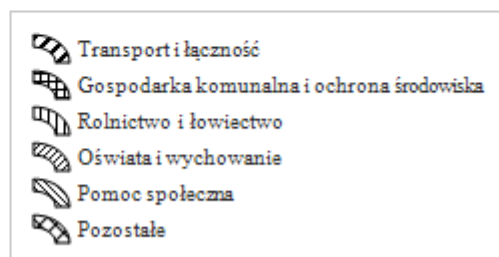 Transport i łączność
Gospodarka komunalna i ochrona środowiska
Rolnictwo i łowiectwo
Oświata i wychowanie
Pomoc społeczna
Pozostałe